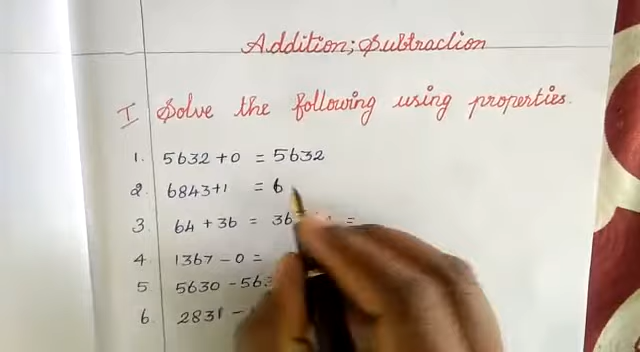 Addition; Subtraction
I Solve the following using properties.
1. 5632 + 0 = 5632
2. 6843+1 = 6
3. 64 + 36 = 36 =
4. 1367 - 0 =
5 5630 - 563
6. 2831 -